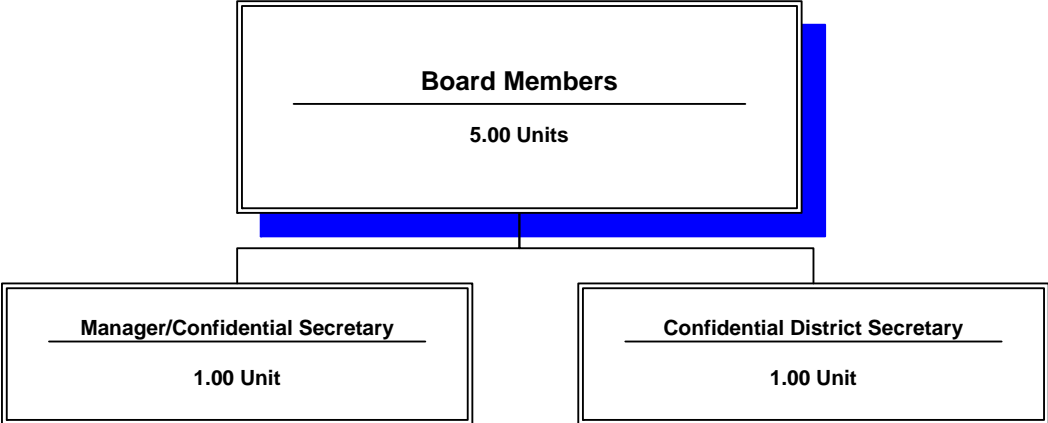 Board Members
5.00 Units
Manager/Confidential Secretary
1.00 Unit
Confidential District Secretary
1.00 Unit